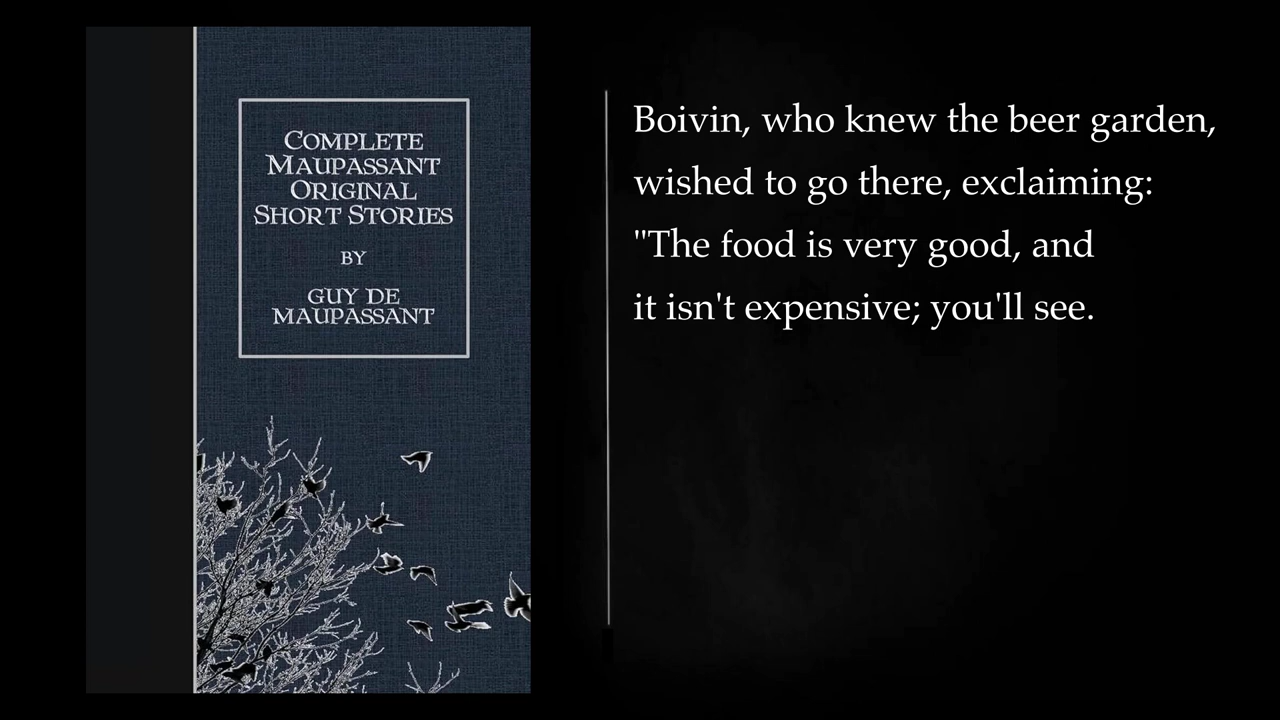 COMPLETE
MAUPASSANT
ORIGINAL
SHORT STORIES
BY
GUY DE
MAUPASSANT
Boivin, who knew the beer garden,
wished to go there, exclaiming:
"The food is very good, and
it isn't expensive; you'll see.